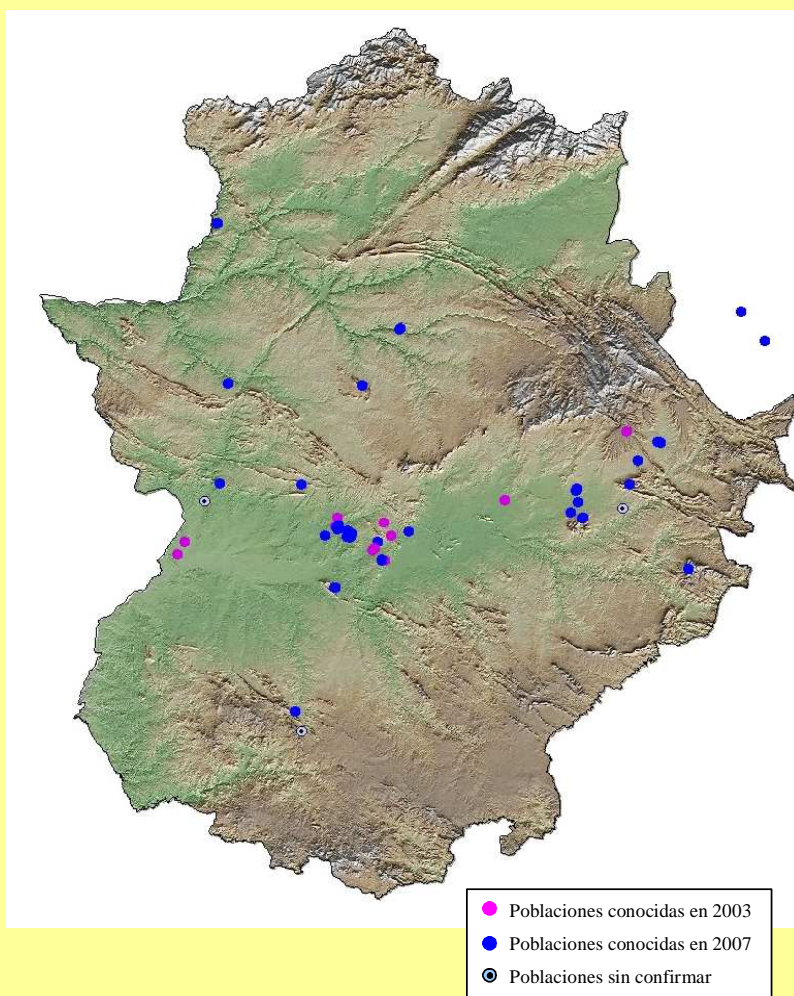 Poblaciones conocidas en 2003
Poblaciones conocidas en 2007
Poblaciones sin confirmar